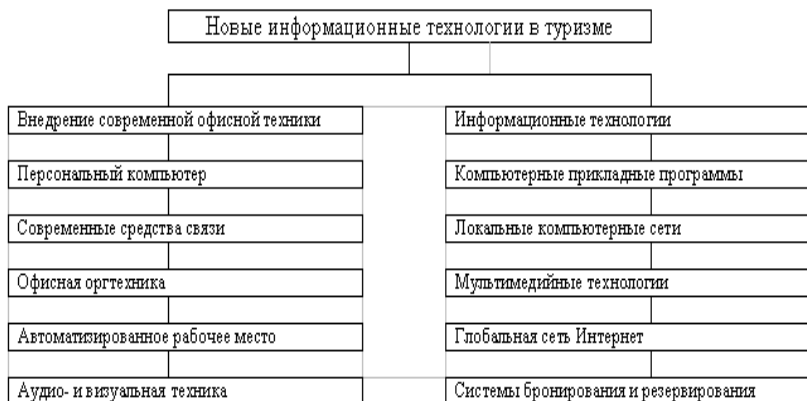 Новые информационные технологии в туризме
Внедрение современной офисной техники
Персональный компьютер
Современные средства связи
Офисная оргтехника
Автоматизированное рабочее место
Аудио- и визуальная техника
Информационные технологии
Компьютерные прикладные программы
Локальные компьютерные сети
Мультимедийные технологии
Глобальная сеть Интернет
Системы бронирования и резервирования